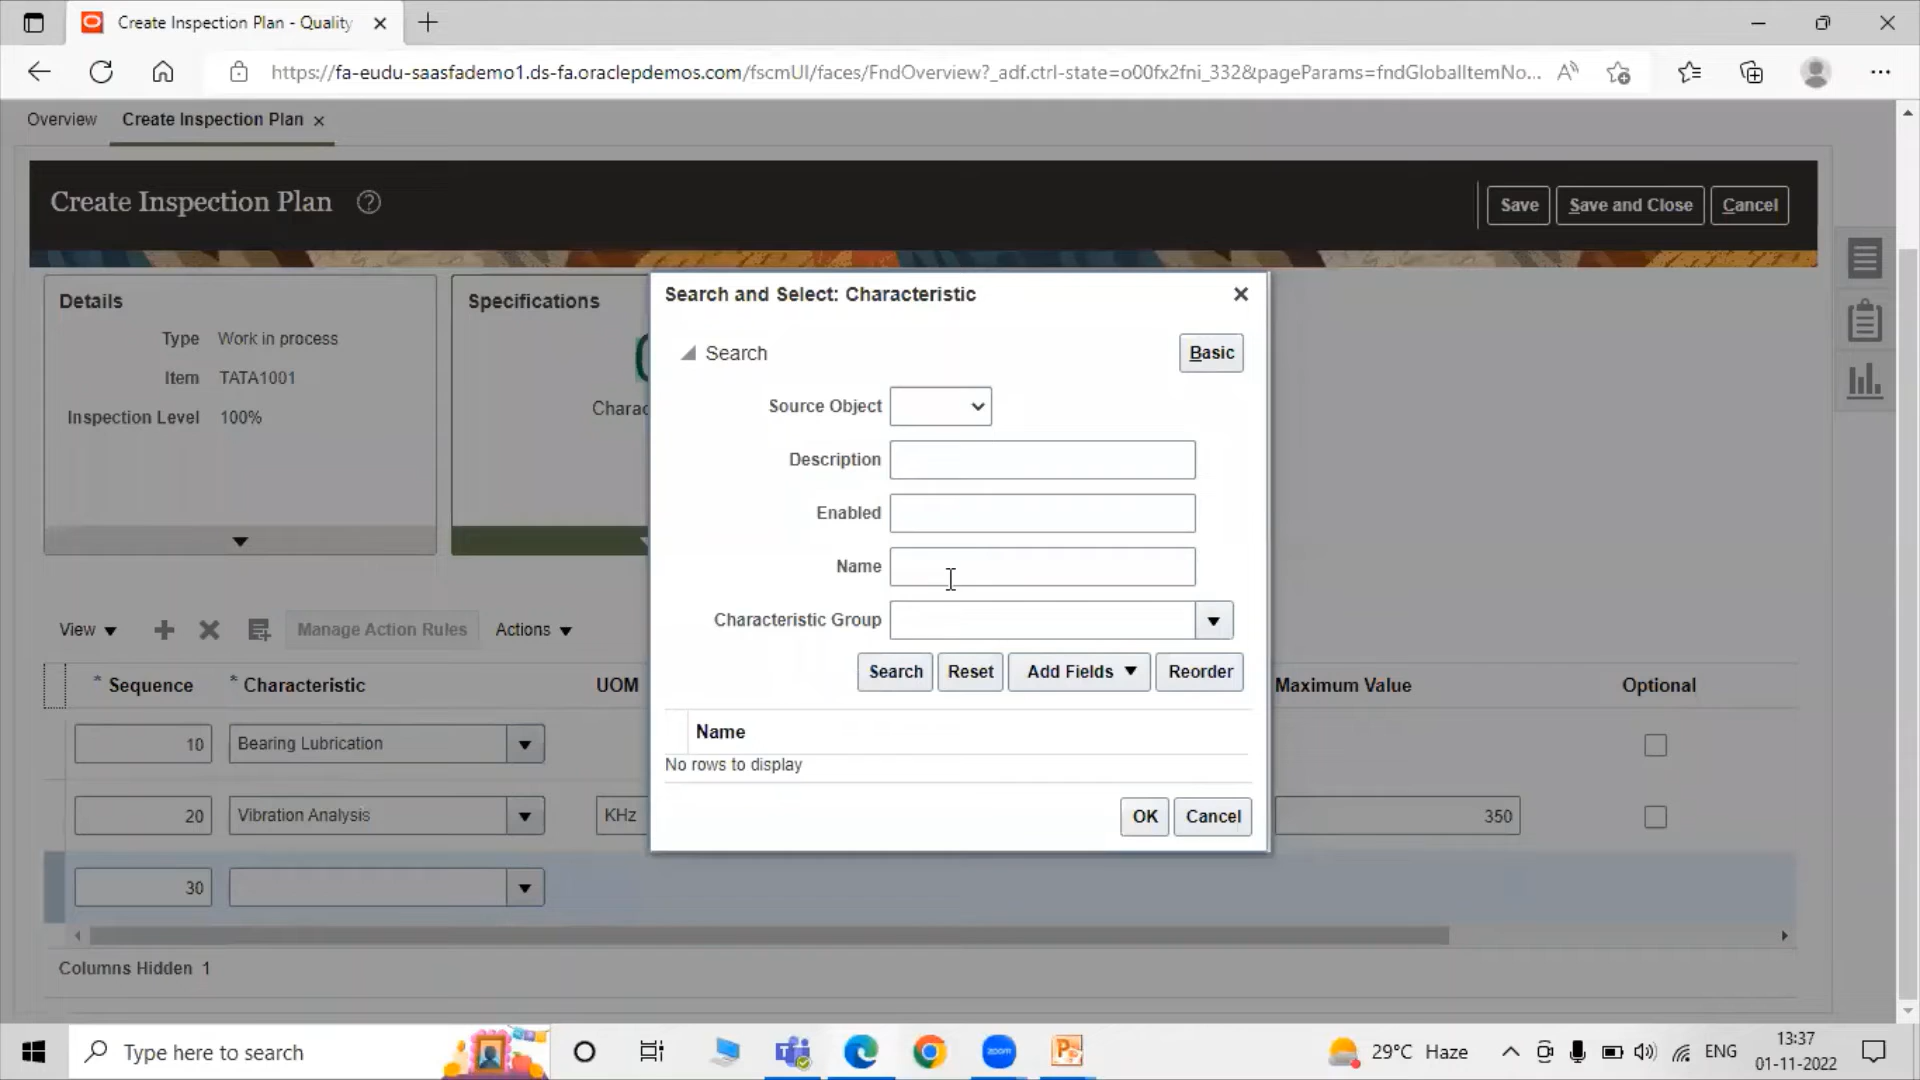 Create Inspection Plan - Quality
https://fa-eudu-saasfademo1.ds-fa.oraclepdemos.com/fscmUI/faces/FndOverview?_adf.ctrl-state=o00fx2fni_332&pageParams=fndGlobalItemNo...
Overview
Create Inspection Plan
Create Inspection Plan
Save
Save and Close
Cancel
Details
Type Work in process
Item TATA1001
Inspection Level 100%
Specifications
Charac
Search and Select: Characteristic
Search
Basic
Source Object
Description
Enabled
Name
Characteristic Group
Search
Reset
Add Fields
Reorder
Name
No rows to display
OK
Cancel
View
Manage Action Rules
Actions
* Sequence
* Characteristic
UOM
Maximum Value
Optional
10
Bearing Lubrication
20
Vibration Analysis
KHz
350
30
Columns Hidden 1
Type here to search
zoom
29°C Haze
ENG
13:37
01-11-2022